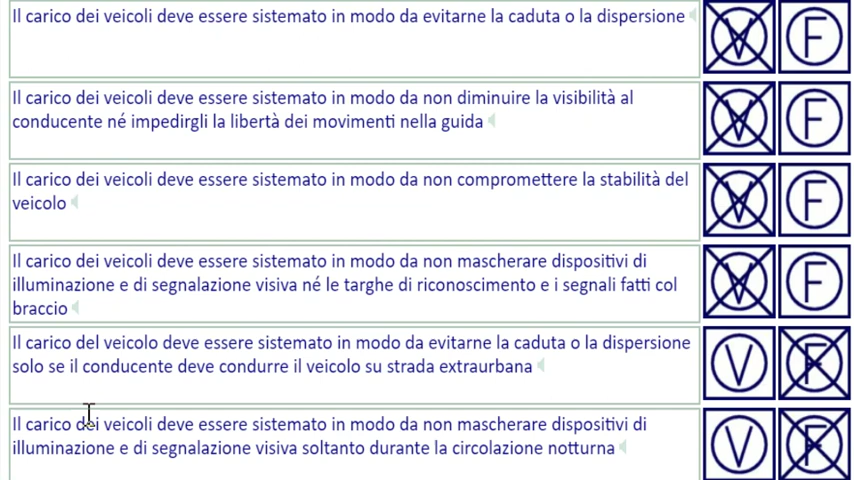 Il carico dei veicoli deve essere sistemato in modo da evitarne la caduta o la dispersione
V F
Il carico dei veicoli deve essere sistemato in modo da non diminuire la visibilità al
conducente né impedirgli la libertà dei movimenti nella guida
V F
Il carico dei veicoli deve essere sistemato in modo da non compromettere la stabilità del
veicolo
V F
Il carico dei veicoli deve essere sistemato in modo da non mascherare dispositivi di
illuminazione e di segnalazione visiva né le targhe di riconoscimento e i segnali fatti col
braccio
V F
Il carico del veicolo deve essere sistemato in modo da evitarne la caduta o la dispersione
solo se il conducente deve condurre il veicolo su strada extraurbana
V F
Il carico dei veicoli deve essere sistemato in modo da non mascherare dispositivi di
illuminazione e di segnalazione visiva soltanto durante la circolazione notturna
V F